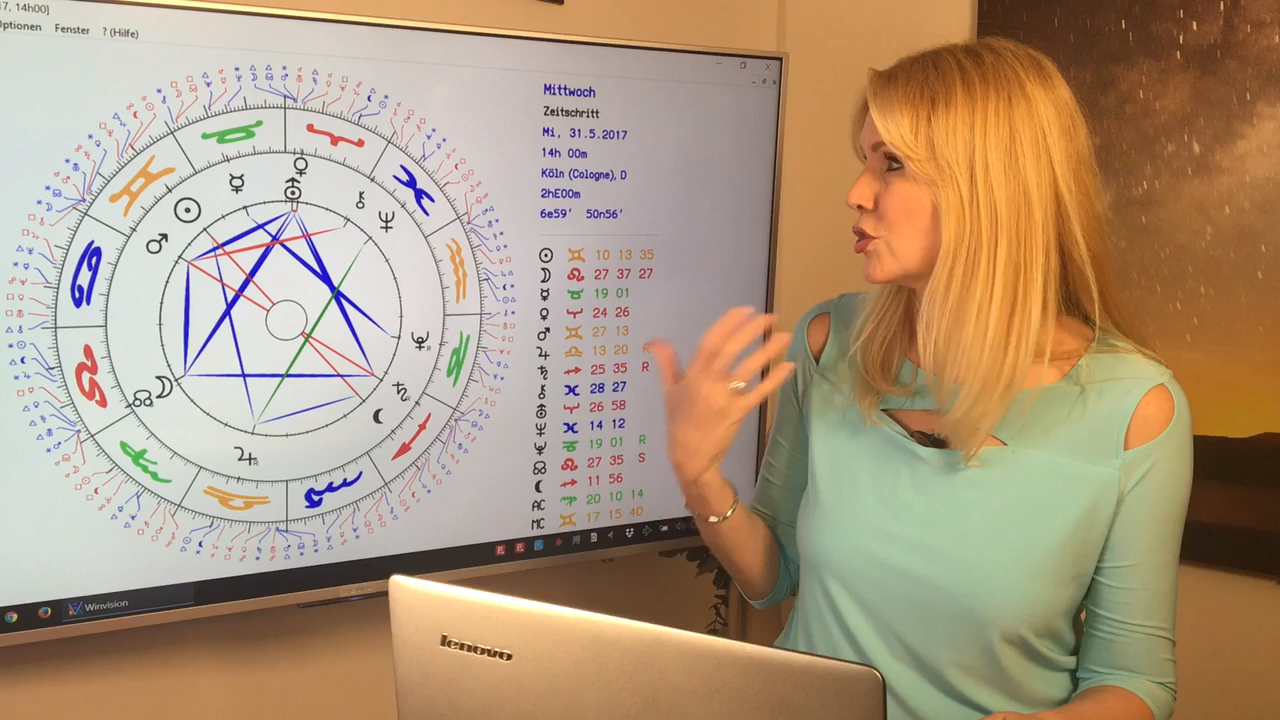 7, 14h00]
Optionen Fenster ? (Hilfe)
Mittwoch
Zeitschritt
Mi, 31.5.2017
14h 00m
Köln (Cologne), D
2hE00m
6e59' 50n56'
☉ ♊ 10 13 35
☽ ♌ 27 37 27
☿ ♉ 19 01
♀ ♈ 24 26
♂ ♊ 27 13
♃ ♎ 13 20 R
♄ ♐ 25 35 R
⚷ ♓ 28 27
⛢ ♈ 26 58
♆ ♓ 14 12
♇ ♑ 19 01 R
☊ ♌ 27 35 S
⚸ ♐ 11 56
AC ♍ 20 10 14
MC ♊ 17 15 40
Winvision
lenovo